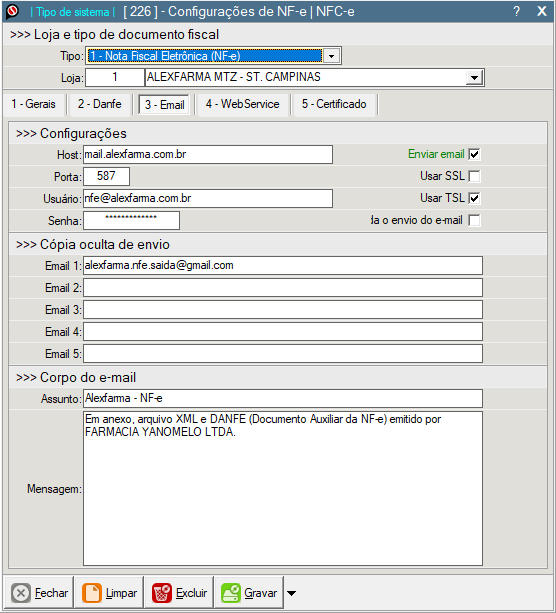 | Tipo de sistema | [ 226 ] - Configurações de NF-e | NFC-e ? X
>>> Loja e tipo de documento fiscal
Tipo: 1 - Nota Fiscal Eletrônica (NF-e)
Loja: 1 ALEXFARMA MTZ - ST. CAMPINAS
1 - Gerais 2 - Danfe 3 - Email 4 - WebService 5 - Certificado
>>> Configurações
Host: mail.alexfarma.com.br Enviar email
Porta: 587 Usar SSL
Usuário: nfe@alexfarma.com.br Usar TSL
Senha: ************* da o envio do e-mail
>>> Cópia oculta de envio
Email 1: alexfarma.nfe.saida@gmail.com
Email 2:
Email 3:
Email 4:
Email 5:
>>> Corpo do e-mail
Assunto: Alexfarma - NF-e
Em anexo, arquivo XML e DANFE (Documento Auxiliar da NF-e) emitido por
FARMACIA YANOMELO LTDA.
Mensagem:
Fechar Limpar Excluir Gravar